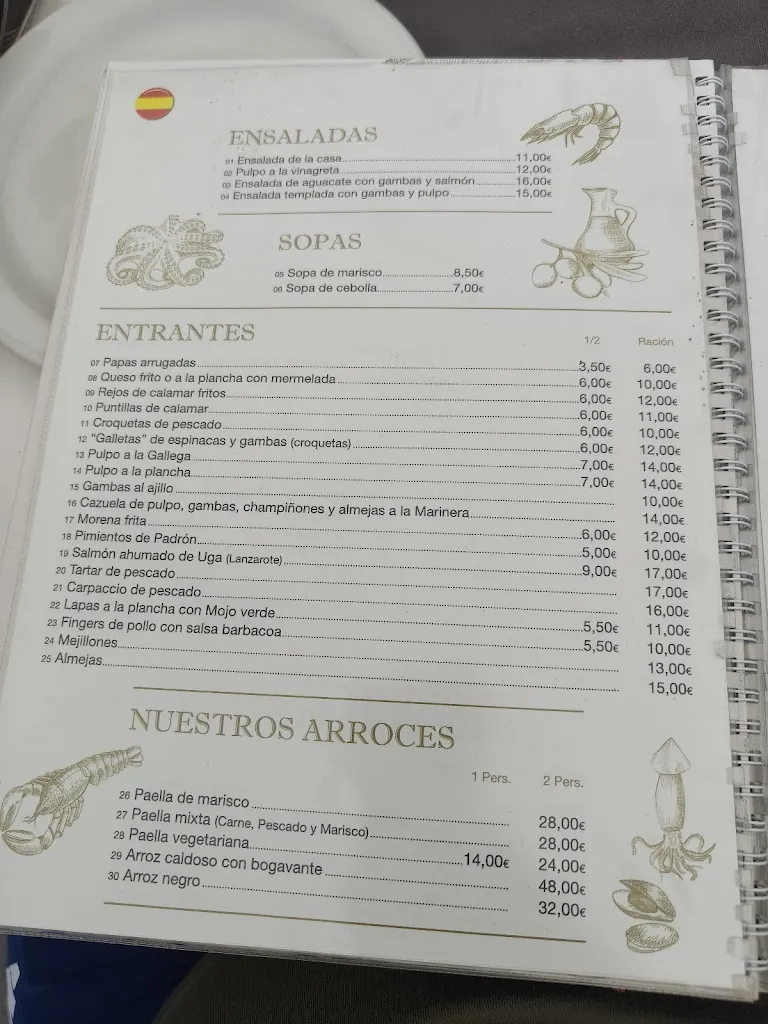 ENSALADAS
01 Ensalada de la casa 11,00€
02 Pulpo a la vinagreta 12,00€
03 Ensalada de aguacate con gambas y salmón 16,00€
04 Ensalada templada con gambas y pulpo 15,00€
SOPAS
05 Sopa de marisco 8,50€
06 Sopa de cebolla 7,00€
ENTRANTES 1/2 Ración
07 Papas arrugadas 3,50€ 6,00€
08 Queso frito o a la plancha con mermelada 6,00€ 10,00€
09 Rejos de calamar fritos 6,00€ 12,00€
10 Puntillas de calamar 6,00€ 11,00€
11 Croquetas de pescado 6,00€ 10,00€
12 “Galletas” de espinacas y gambas (croquetas) 6,00€ 12,00€
13 Pulpo a la Gallega 7,00€ 14,00€
14 Pulpo a la plancha 7,00€ 14,00€
15 Gambas al ajillo 10,00€
16 Cazuela de pulpo, gambas, champiñones y almejas a la Marinera 14,00€
17 Morena frita 6,00€ 12,00€
18 Pimientos de Padrón 5,00€ 10,00€
19 Salmón ahumado de Uga (Lanzarote) 9,00€ 17,00€
20 Tartar de pescado 17,00€
21 Carpaccio de pescado 16,00€
22 Lapas a la plancha con Mojo verde 5,50€ 11,00€
23 Fingers de pollo con salsa barbacoa 5,50€ 10,00€
24 Mejillones 13,00€
25 Almejas 15,00€
NUESTROS ARROCES
1 Pers. 2 Pers.
26 Paella de marisco 28,00€
27 Paella mixta (Carne, Pescado y Marisco) 28,00€
28 Paella vegetariana 14,00€ 24,00€
29 Arroz caldoso con bogavante 48,00€
30 Arroz negro 32,00€